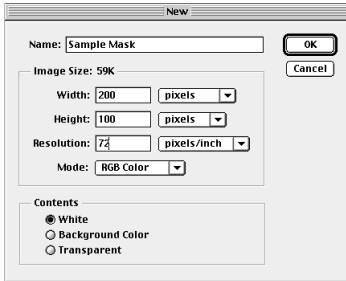 New
Name: Sample Mask
OK
Cancel
Image Size: 59K
Width: 200 pixels
Height: 100 pixels
Resolution: 72 pixels/inch
Mode: RGB Color
Contents
White
Background Color
Transparent